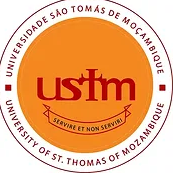 UNIVERSIDADE SÃO TOMÁS DE MOÇAMBIQUE
ustm
SERVIRE ET NON SERVIRI
UNIVERSITY OF ST. THOMAS OF MOZAMBIQUE